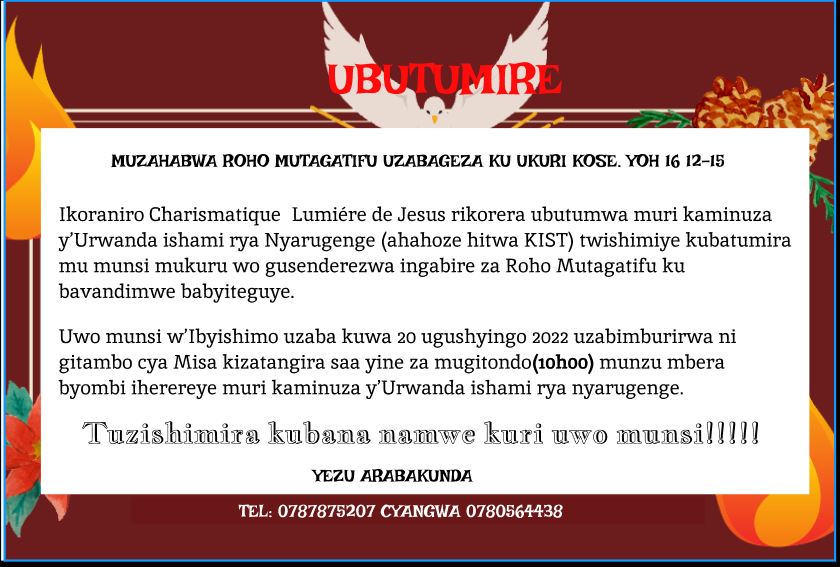 UBUTUMIRE
MUZAHABWA ROHO MUTAGATIFU UZABAGEZA KU UKURI KOSE. YOH 16 12-15
Ikoraniro Charismatique Lumiére de Jesus rikorera ubutumwa muri kaminuza
y'Urwanda ishami rya Nyarugenge (ahahoze hitwa KIST) twishimiye kubatumira
mu munsi mukuru wo gusenderezwa ingabire za Roho Mutagatifu ku
bavandimwe babyiteguye.
Uwo munsi w'Ibyishimo uzaba kuwa 20 ugushyingo 2022 uzabimburirwa ni
gitambo cya Misa kizatangira saa yine za mugitondo(10h00) munzu mbera
byombi iherereye muri kaminuza y'Urwanda ishami rya nyarugenge.
Tuzishimira kubana namwe kuri uwo munsi!!!!!
YEZU ARABAKUNDA
TEL: 0787875207 CYANGWA 0780564438